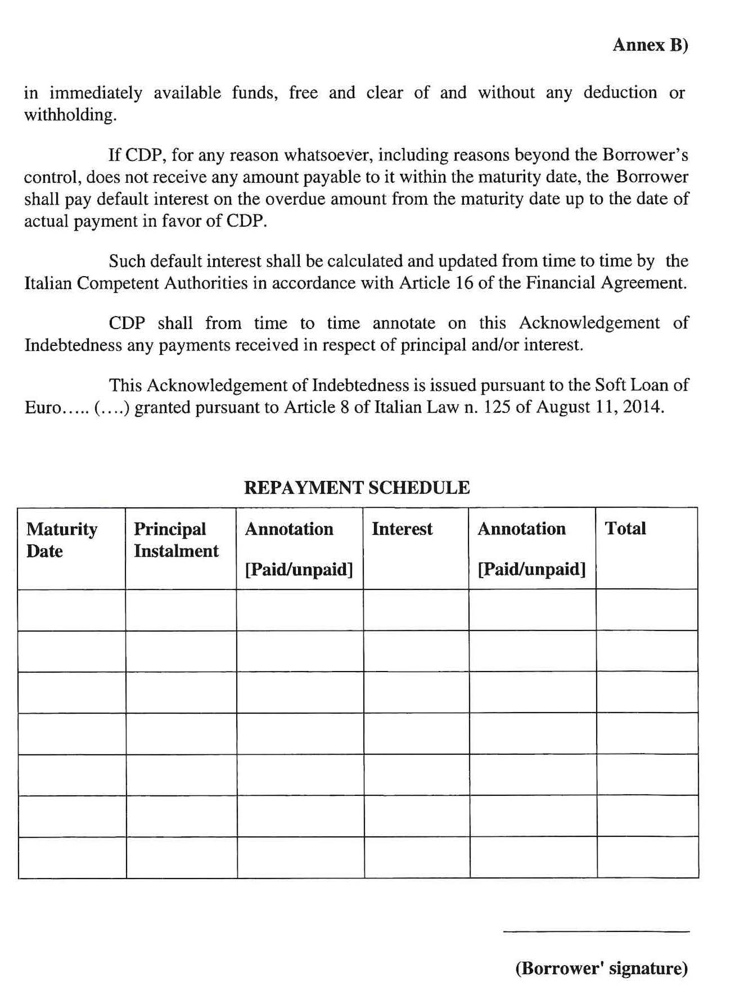 Annex B)
in immediately available funds, free and clear of and without any deduction or
withholding.
If CDP, for any reason whatsoever, including reasons beyond the Borrower's
control, does not receive any amount payable to it within the maturity date, the Borrower
shall pay default interest on the overdue amount from the maturity date up to the date of
actual payment in favor of CDP.
Such default interest shall be calculated and updated from time to time by the
Italian Competent Authorities in accordance with Article 16 of the Financial Agreement.
CDP shall from time to time annotate on this Acknowledgement of
Indebtedness any payments received in respect of principal and/or interest.
This Acknowledgement of Indebtedness is issued pursuant to the Soft Loan of
Euro..... (....) granted pursuant to Article 8 of Italian Law n. 125 of August 11, 2014.
REPAYMENT SCHEDULE
Maturity Date
Principal Instalment
Annotation [Paid/unpaid]
Interest
Annotation [Paid/unpaid]
Total
(Borrower' signature)